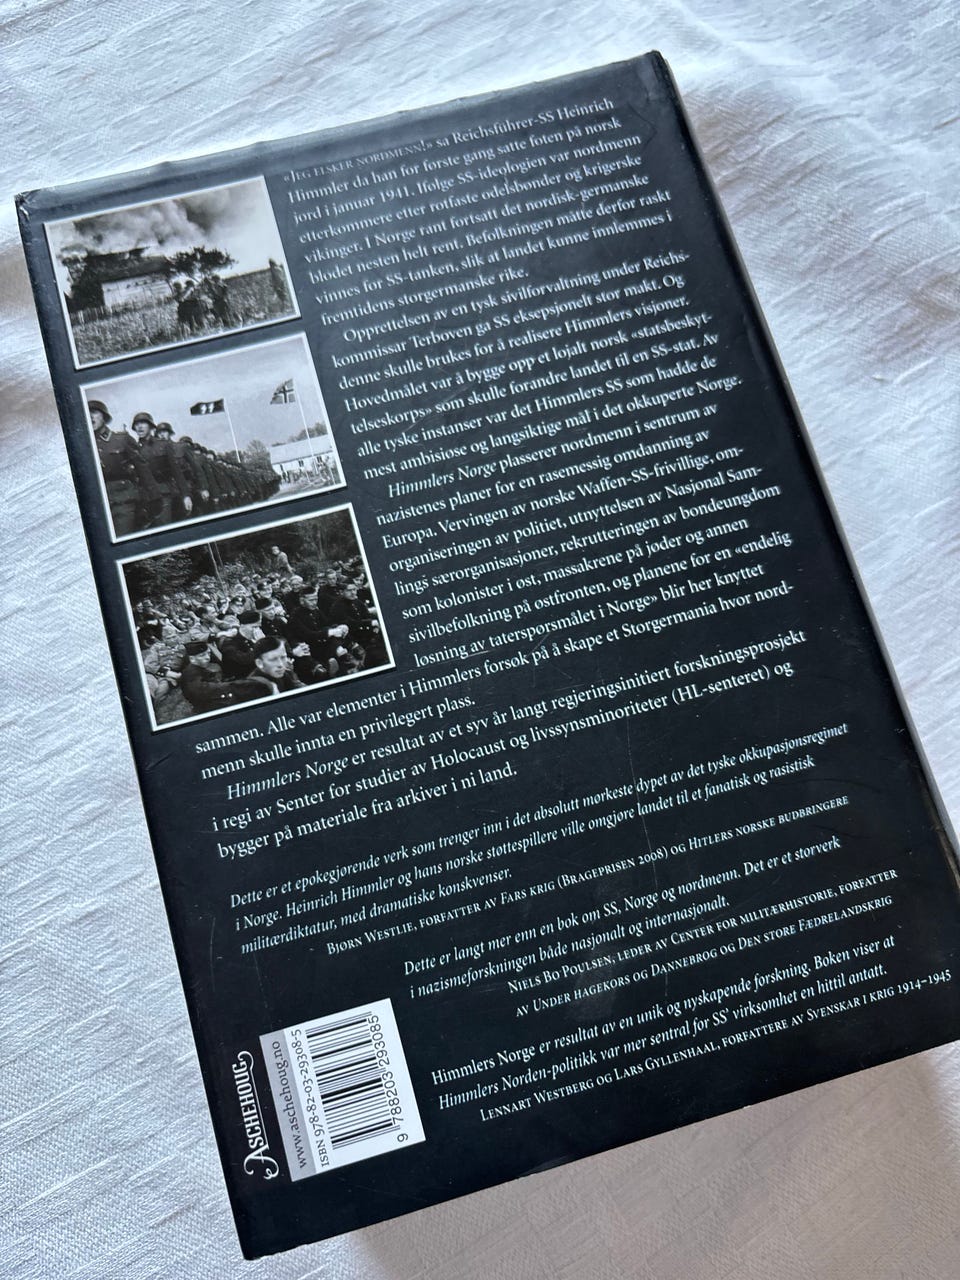 «Jeg elsker nordmenn!» sa Reichsführer-SS Heinrich
Himmler da han for første gang satte foten på norsk
jord i januar 1941. Ifølge SS-ideologien var nordmenn
etterkommere etter rotfaste odelsbønder og krigerske
vikinger. I Norge rant fortsatt det nordisk-germanske
blodet nesten helt rent. Befolkningen måtte derfor raskt
vinnes for SS-tanken, slik at landet kunne innlemmes i
fremtidens storgermanske rike.
Opprettelsen av en tysk sivilforvaltning under Reichs-
kommissar Terboven ga SS eksepsjonelt stor makt. Og
denne skulle brukes for å realisere Himmlers visjoner.
Hovedmålet var å bygge opp et lojalt norsk «statsbeskyt-
telseskorps» som skulle forandre landet til en SS-stat. Av
alle tyske instanser var det Himmlers SS som hadde de
mest ambisiøse og langsiktige mål i det okkuperte Norge.
Himmlers Norge plasserer nordmenn i sentrum av
nazistenes planer for en rasemessig omdanning av
Europa. Vervingen av norske Waffen-SS-frivillige, om-
organiseringen av politiet, utnyttelsen av Nasjonal Sam-
lings særorganisasjoner, rekrutteringen av bondeungdom
som kolonister i øst, massakrene på jøder og annen
sivilbefolkning på østfronten, og planene for en «endelig
løsning av taterspørsmålet i Norge» blir her knyttet
sammen. Alle var elementer i Himmlers forsøk på å skape et Storgermania hvor nord-
menn skulle innta en privilegert plass.
Himmlers Norge er resultat av et syv år langt regjeringsinitiert forskningsprosjekt
i regi av Senter for studier av Holocaust og livssynsminoriteter (HL-senteret) og
bygger på materiale fra arkiver i ni land.
Dette er et epokegjørende verk som trenger inn i det absolutt mørkeste dypet av det tyske okkupasjonsregimet
i Norge. Heinrich Himmler og hans norske støttespillere ville omgjøre landet til et fanatisk og rasistisk
militærdiktatur, med dramatiske konskvenser.
Bjørn Westlie, forfatter av Fars krig (Brageprisen 2008) og Hitlers norske budbringere
Dette er langt mer enn en bok om SS, Norge og nordmenn. Det er et storverk
i nazismeforskningen både nasjonalt og internasjonalt.
Niels Bo Poulsen, leder av Center for militærhistorie, forfatter
av Under hagekors og Dannebrog og Den store Fædrelandskrig
Himmlers Norge er resultat av en unik og nyskapende forskning. Boken viser at
Himmlers Norden-politikk var mer sentral for SS' virksomhet en hittil antatt.
Lennart Westberg og Lars Gyllenhaal, forfattere av Svenskar i krig 1914–1945
Aschehoug
www.aschehoug.no
ISBN 978-82-03-29308-5
9 788203 293085